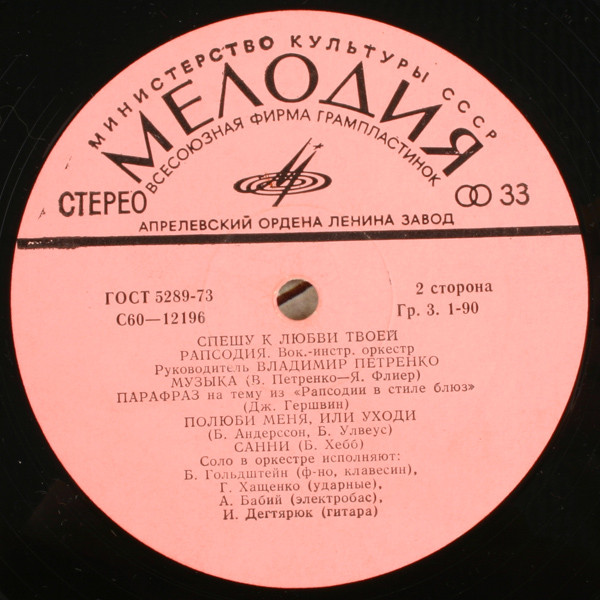 МИНИСТЕРСТВО КУЛЬТУРЫ СССР
МЕЛОДИЯ
ВСЕСОЮЗНАЯ ФИРМА ГРАМПЛАСТИНОК
СТЕРЕО
33
АПРЕЛЕВСКИЙ ОРДЕНА ЛЕНИНА ЗАВОД
ГОСТ 5289-73
2 сторона
С60—12196
Гр. 3. 1-90
СПЕШУ К ЛЮБВИ ТВОЕЙ
РАПСОДИЯ. Вок.-инстр. оркестр
Руководитель ВЛАДИМИР ПЕТРЕНКО
МУЗЫКА (В. Петренко—Я. Флиер)
ПАРАФРАЗ на тему из «Рапсодии в стиле блюз»
(Дж. Гершвин)
ПОЛЮБИ МЕНЯ, ИЛИ УХОДИ
(Б. Андерссон, Б. Улвеус)
САННИ (Б. Хебб)
Соло в оркестре исполняют:
Б. Гольдштейн (ф-но, клавесин),
Г. Хащенко (ударные),
А. Бабий (электробас),
И. Дегтярюк (гитара)